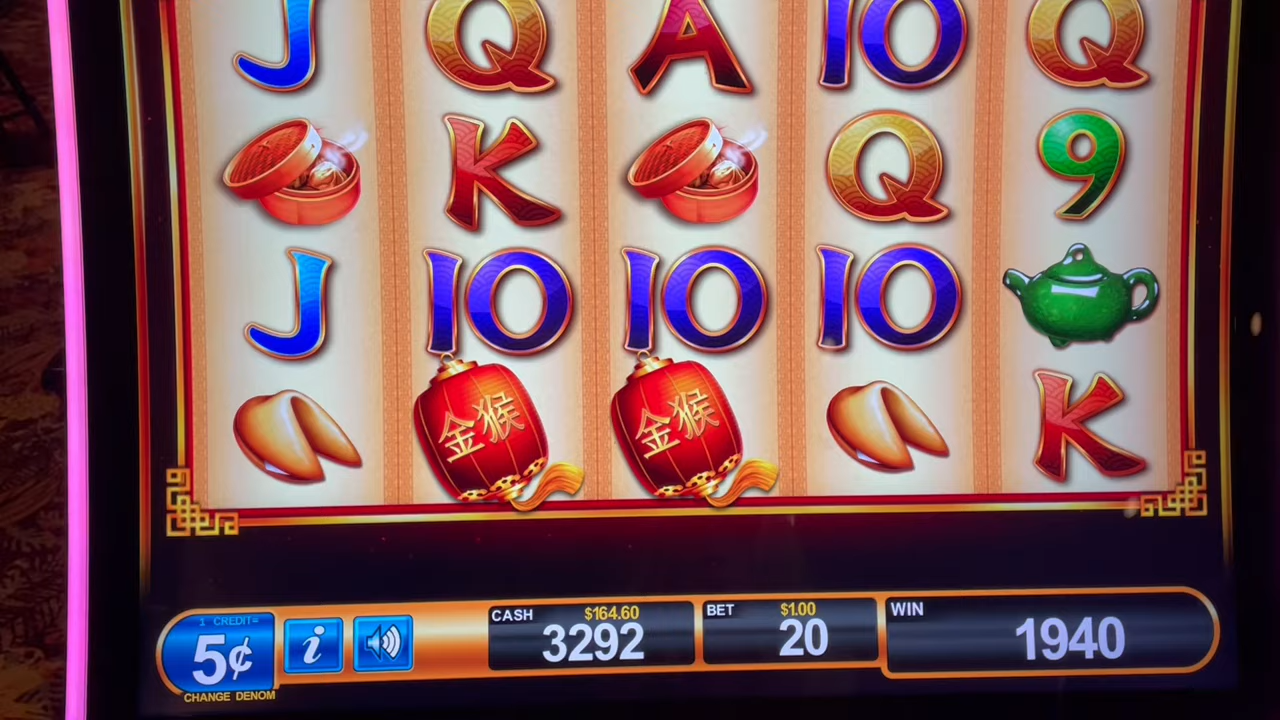 J Q A 10 Q
K Q 9
J 10 10 10
金猴 金猴 K
1 CREDIT=
5¢
CHANGE DENOM
i
CASH $164.60
3292
BET $1.00
20
WIN
1940